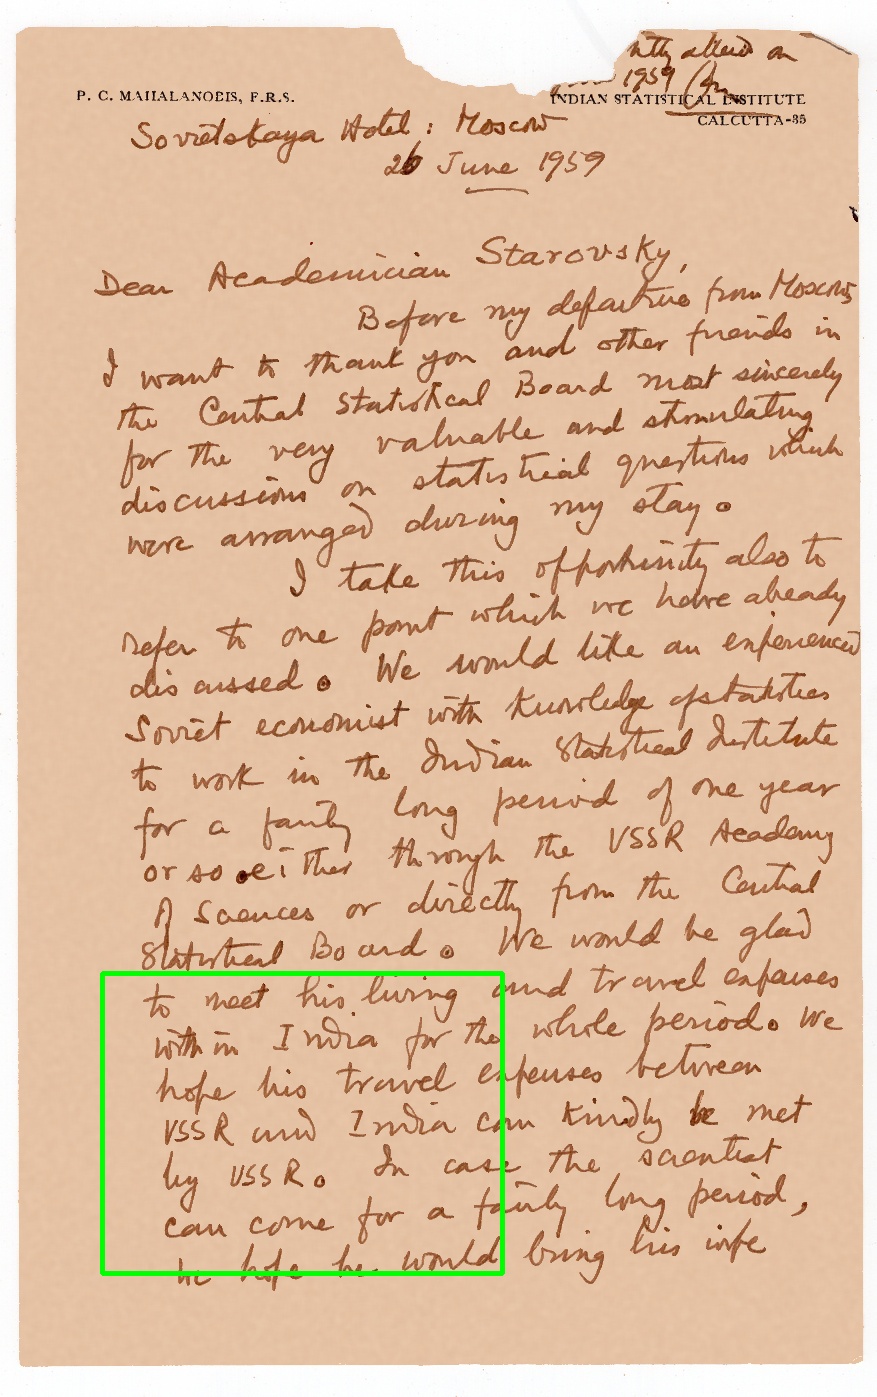 ntly allied on
1959
P. C. MAHALANOBIS, F.R.S.
INDIAN STATISTICAL INSTITUTE
CALCUTTA-35
Sovietskaya Hotel : Moscow
26 June 1959
Dear Academician Starovsky,
Before my departure from Moscow,
I want to thank you and other friends in
the Central Statistical Board most sincerely
for the very valuable and stimulating
discussions on statistical questions which
were arranged during my stay.
I take this opportunity also to
refer to one point which we have already
discussed. We would like an experienced
Soviet economist with knowledge of statistics
to work in the Indian Statistical Institute
for a fairly long period of one year
or so either through the USSR Academy
of Sciences or directly from the Central
Statistical Board. We would be glad
to meet his living and travel expenses
within India for the whole period. We
hope his travel expenses between
USSR and India can kindly be met
by USSR. In case the scientist
can come for a fairly long period,
we hope he would bring his wife